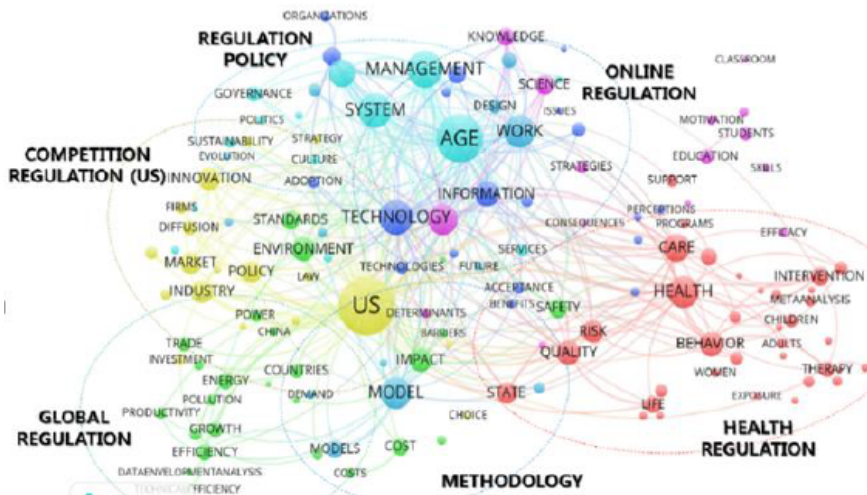 ORGANIZATIONS
REGULATION
POLICY
KNOWLEDGE
CLASSROOM
MANAGEMENT
ONLINE
REGULATION
SCIENCE
GOVERNANCE
SYSTEM
DESIGN
ISSUES
MOTIVATION
STUDENTS
POLITICS
AGE
WORK
SUSTAINABILITY
STRATEGY
EVOLUTION
CULTURE
COMPETITION
REGULATION (US)
INNOVATION
ADOPTION
STRATEGIES
EDUCATION
SKILLS
SUPPORT
INFORMATION
FIRMS
STANDARDS
TECHNOLOGY
PERCEPTIONS
PROGRAMS
CONSEQUENCES
DIFFUSION
EFFICACY
ENVIRONMENT
SERVICES
CARE
MARKET
POLICY
LAW
TECHNOLOGIES
FUTURE
INTERVENTION
INDUSTRY
US
ACCEPTANCE
BENEFITS
HEALTH
METAANALYSIS
POWER
DETERMINANTS
SAFETY
CHILDREN
CHINA
BARRIERS
RISK
TRADE
BEHAVIOR
ADULTS
INVESTMENT
IMPACT
QUALITY
COUNTRIES
WOMEN
THERAPY
ENERGY
MODEL
STATE
DEMAND
EXPOSURE
POLLUTION
LIFE
PRODUCTIVITY
CHOICE
GLOBAL
REGULATION
GROWTH
HEALTH
REGULATION
EFFICIENCY
MODELS
COST
DATAENVELOPMENTANALYSIS
COSTS
METHODOLOGY
EFFICIENCY